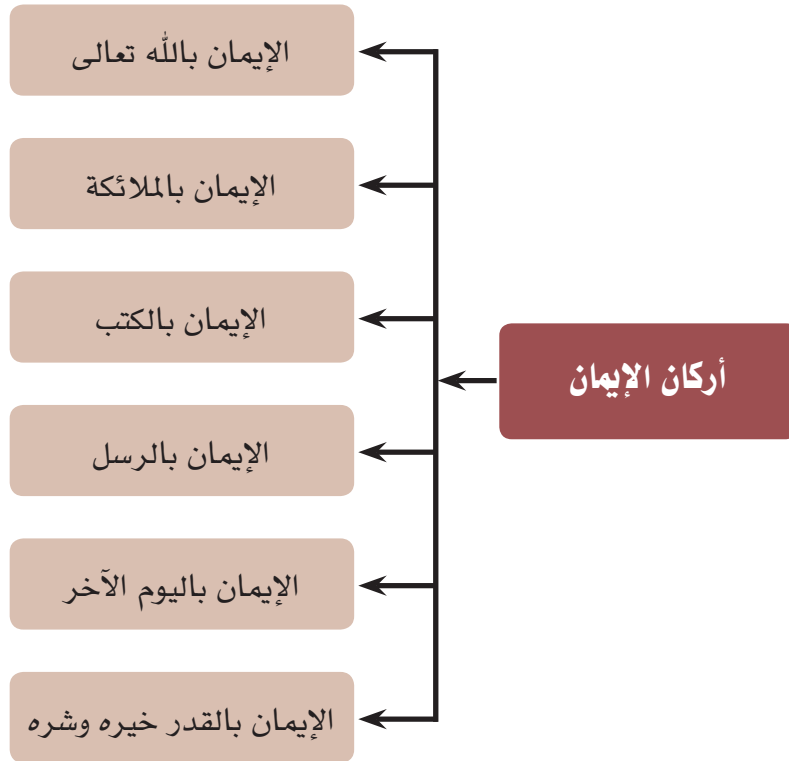 أركان الإيمان
الإيمان بالله تعالى
الإيمان بالملائكة
الإيمان بالكتب
الإيمان بالرسل
الإيمان باليوم الآخر
الإيمان بالقدر خيره وشره